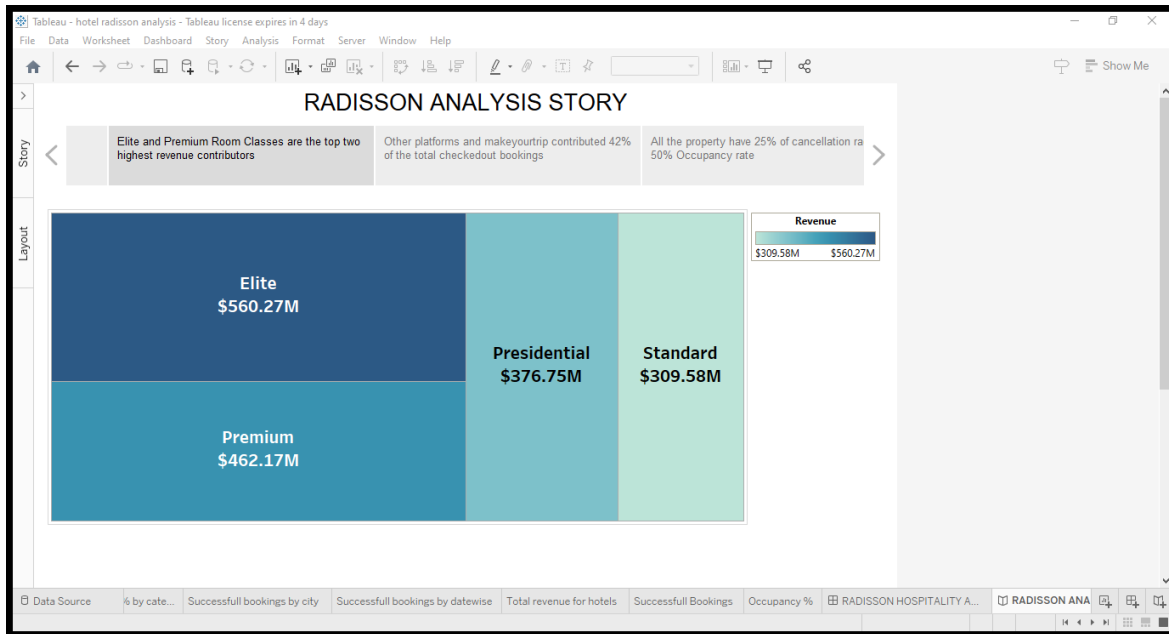 Tableau - hotel radisson analysis - Tableau license expires in 4 days
File Data Worksheet Dashboard Story Analysis Format Server Window Help
Show Me
Story
Layout
RADISSON ANALYSIS STORY
Elite and Premium Room Classes are the top two
highest revenue contributors
Other platforms and makeyourtrip contributed 42%
of the total checkedout bookings
All the property have 25% of cancellation ra
50% Occupancy rate
Elite
$560.27M
Premium
$462.17M
Presidential
$376.75M
Standard
$309.58M
Revenue
$309.58M $560.27M
Data Source % by cate... Successfull bookings by city Successfull bookings by datewise Total revenue for hotels Successfull Bookings Occupancy % RADISSON HOSPITALITY A... RADISSON ANA